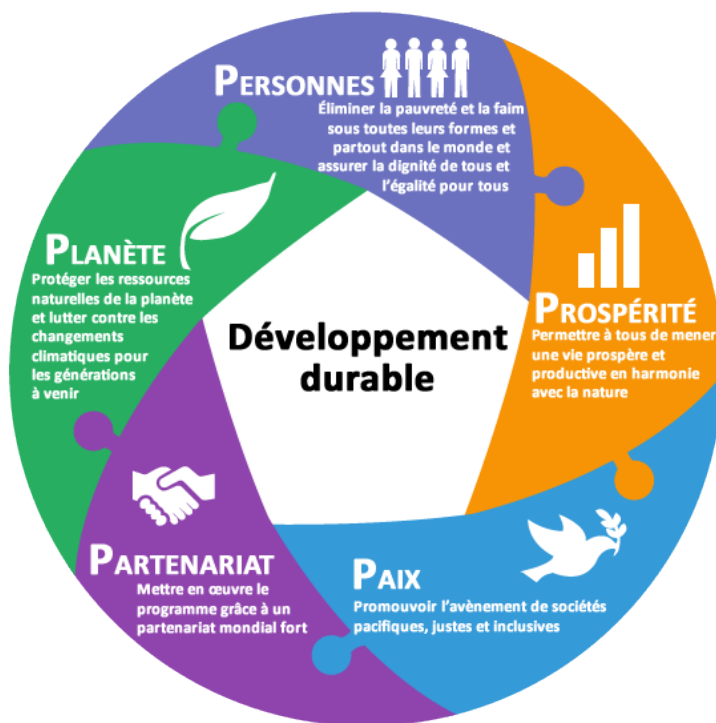 PERSONNES
Éliminer la pauvreté et la faim
sous toutes leurs formes et
partout dans le monde et
assurer la dignité de tous et
l'égalité pour tous
PLANÈTE
Protéger les ressources
naturelles de la planète
et lutter contre les
changements
climatiques pour
les générations
à venir
PROSPÉRITÉ
Permettre à tous de mener
une vie prospère et
productive en harmonie
avec la nature
Développement
durable
PARTENARIAT
Mettre en œuvre le
programme grâce à un
partenariat mondial fort
PAIX
Promouvoir l'avènement de sociétés
pacifiques, justes et inclusives